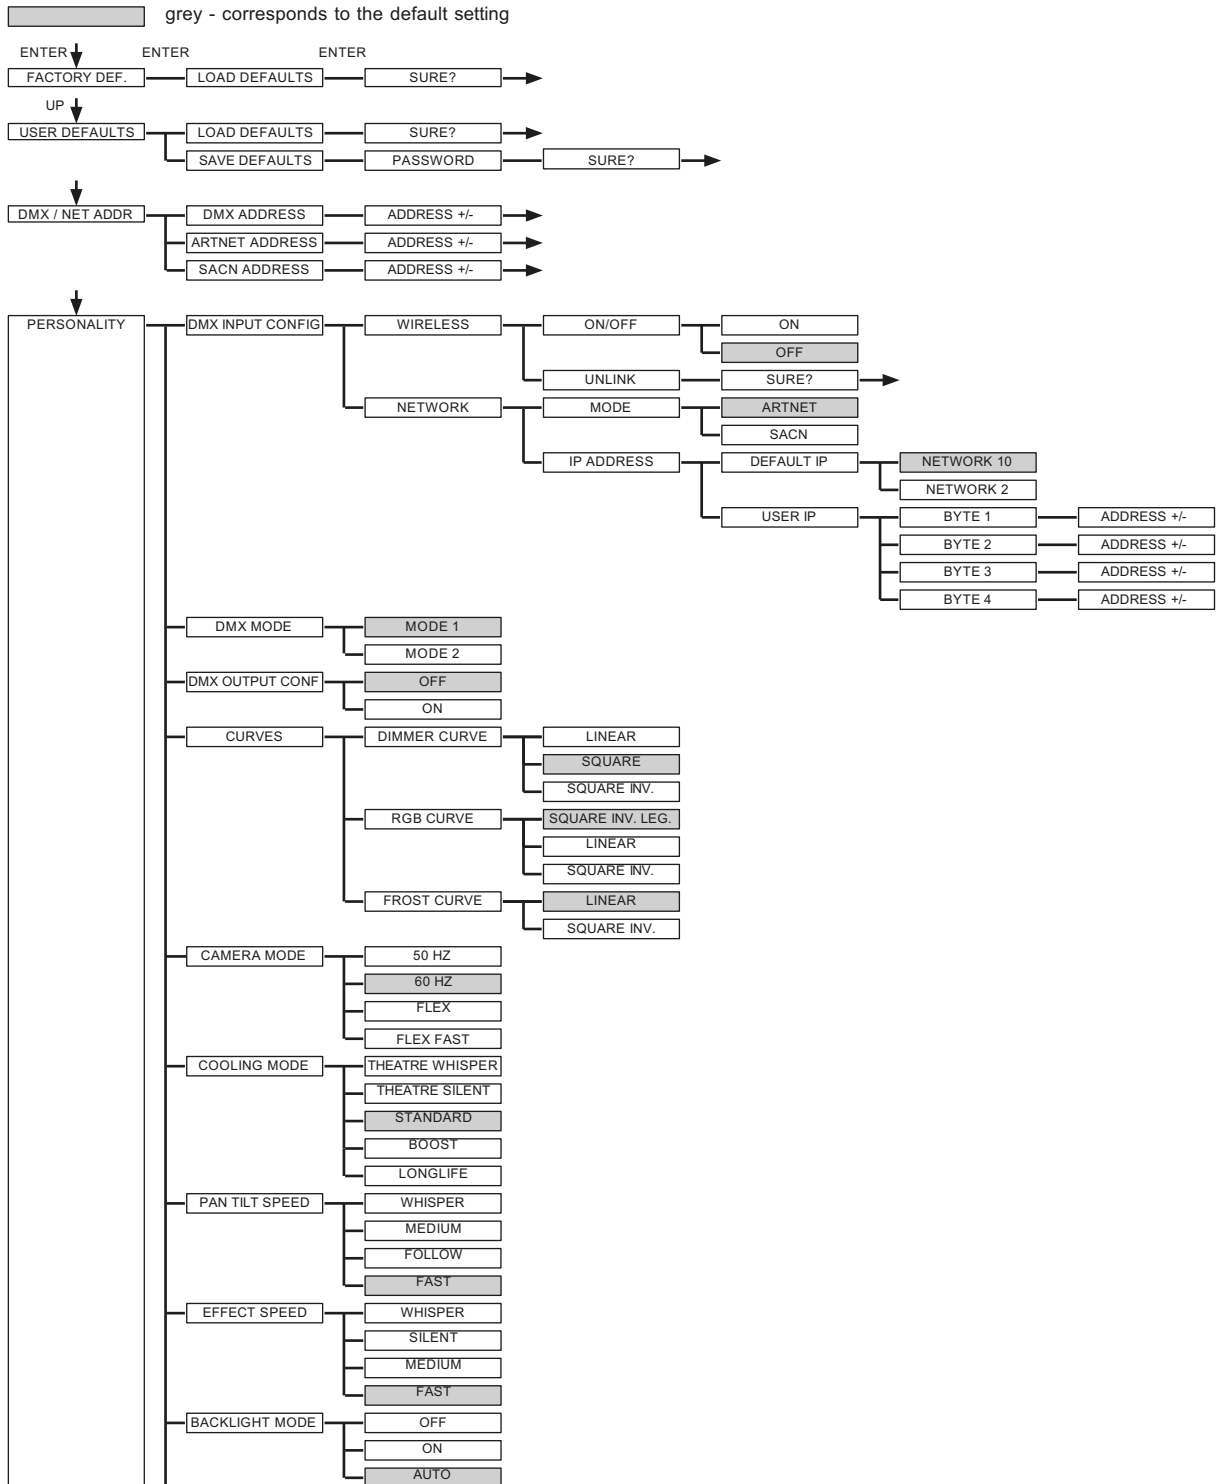 grey - corresponds to the default setting
ENTER ENTER ENTER
FACTORY DEF. LOAD DEFAULTS SURE?
UP
USER DEFAULTS LOAD DEFAULTS SURE?
SAVE DEFAULTS PASSWORD SURE?
DMX / NET ADDR DMX ADDRESS ADDRESS +/-
ARTNET ADDRESS ADDRESS +/-
SACN ADDRESS ADDRESS +/-
PERSONALITY DMX INPUT CONFIG WIRELESS ON/OFF ON
OFF
UNLINK SURE?
NETWORK MODE ARTNET
SACN
IP ADDRESS DEFAULT IP NETWORK 10
NETWORK 2
USER IP BYTE 1 ADDRESS +/-
BYTE 2 ADDRESS +/-
BYTE 3 ADDRESS +/-
BYTE 4 ADDRESS +/-
DMX MODE MODE 1
MODE 2
DMX OUTPUT CONF OFF
ON
CURVES DIMMER CURVE LINEAR
SQUARE
SQUARE INV.
RGB CURVE SQUARE INV. LEG.
LINEAR
SQUARE INV.
FROST CURVE LINEAR
SQUARE INV.
CAMERA MODE 50 HZ
60 HZ
FLEX
FLEX FAST
COOLING MODE THEATRE WHISPER
THEATRE SILENT
STANDARD
BOOST
LONGLIFE
PAN TILT SPEED WHISPER
MEDIUM
FOLLOW
FAST
EFFECT SPEED WHISPER
SILENT
MEDIUM
FAST
BACKLIGHT MODE OFF
ON
AUTO